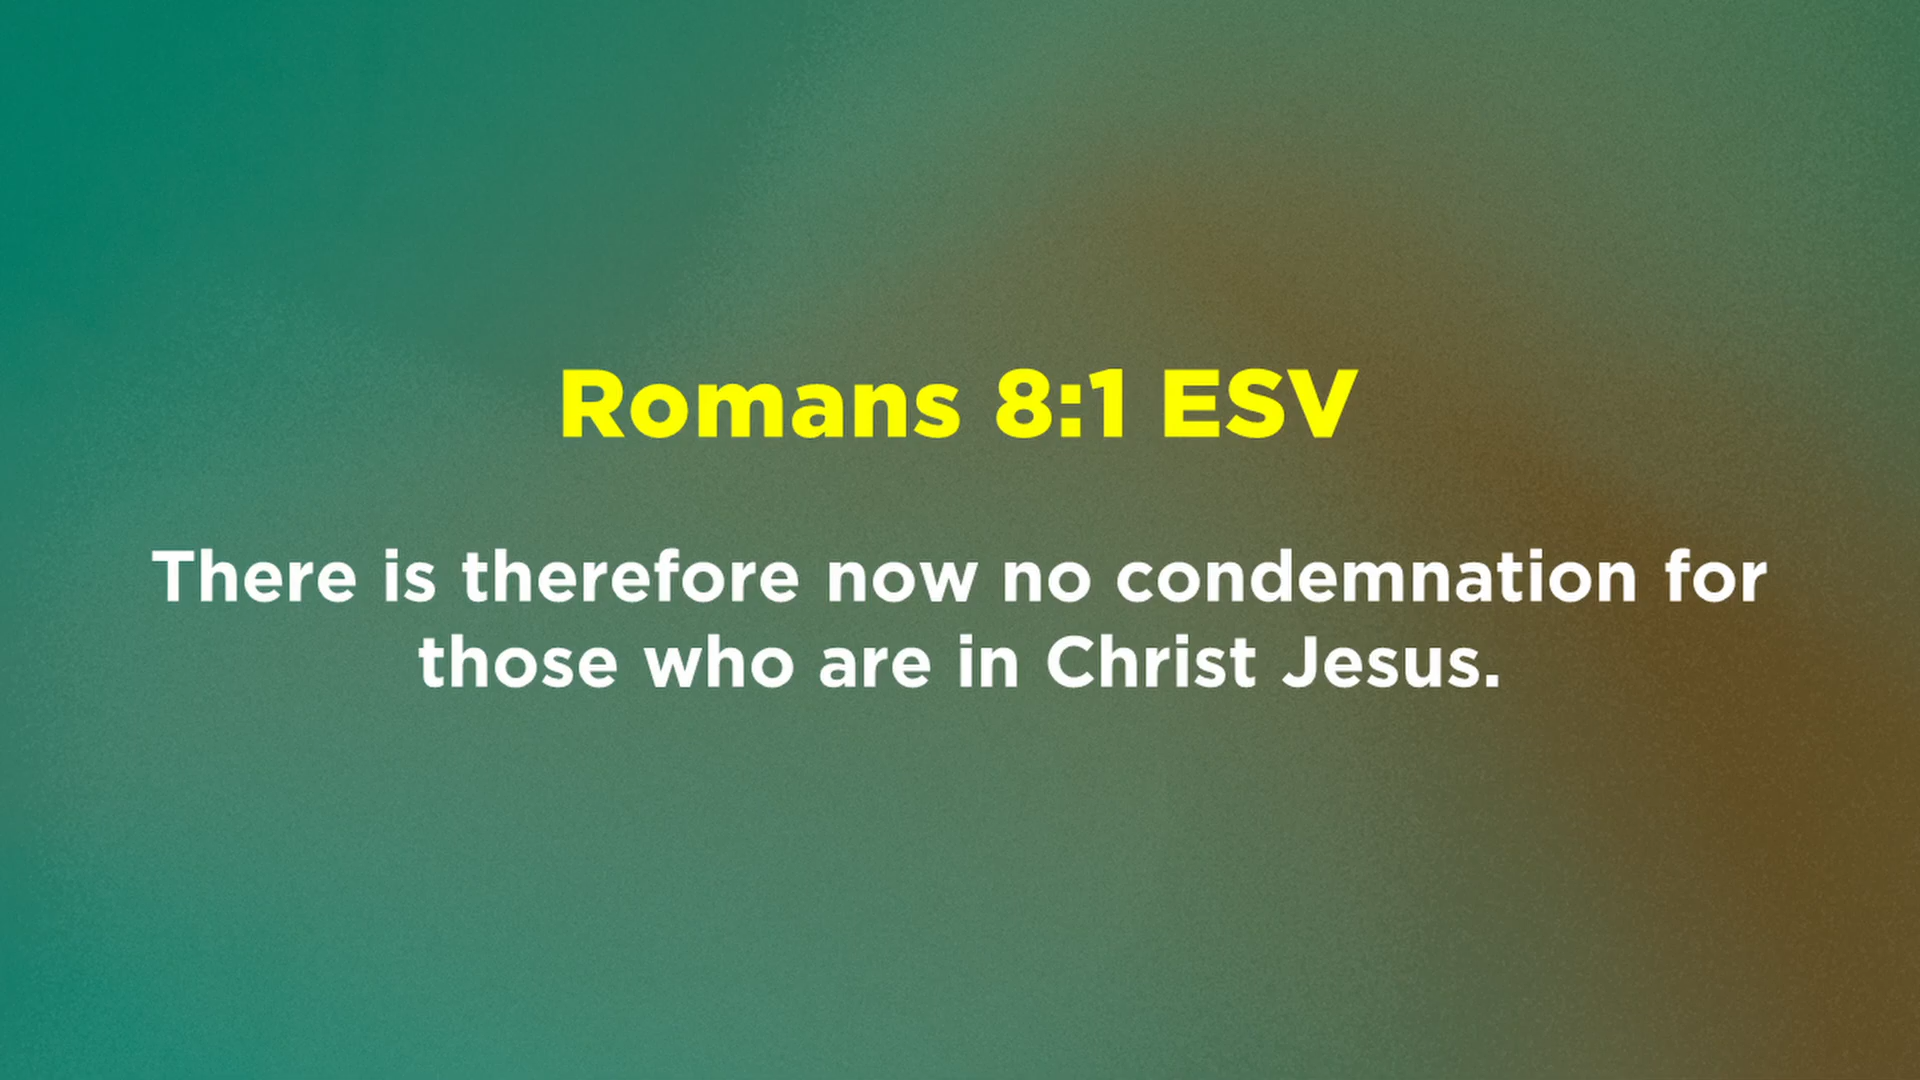 Romans 8:1 ESV
There is therefore now no condemnation for
those who are in Christ Jesus.